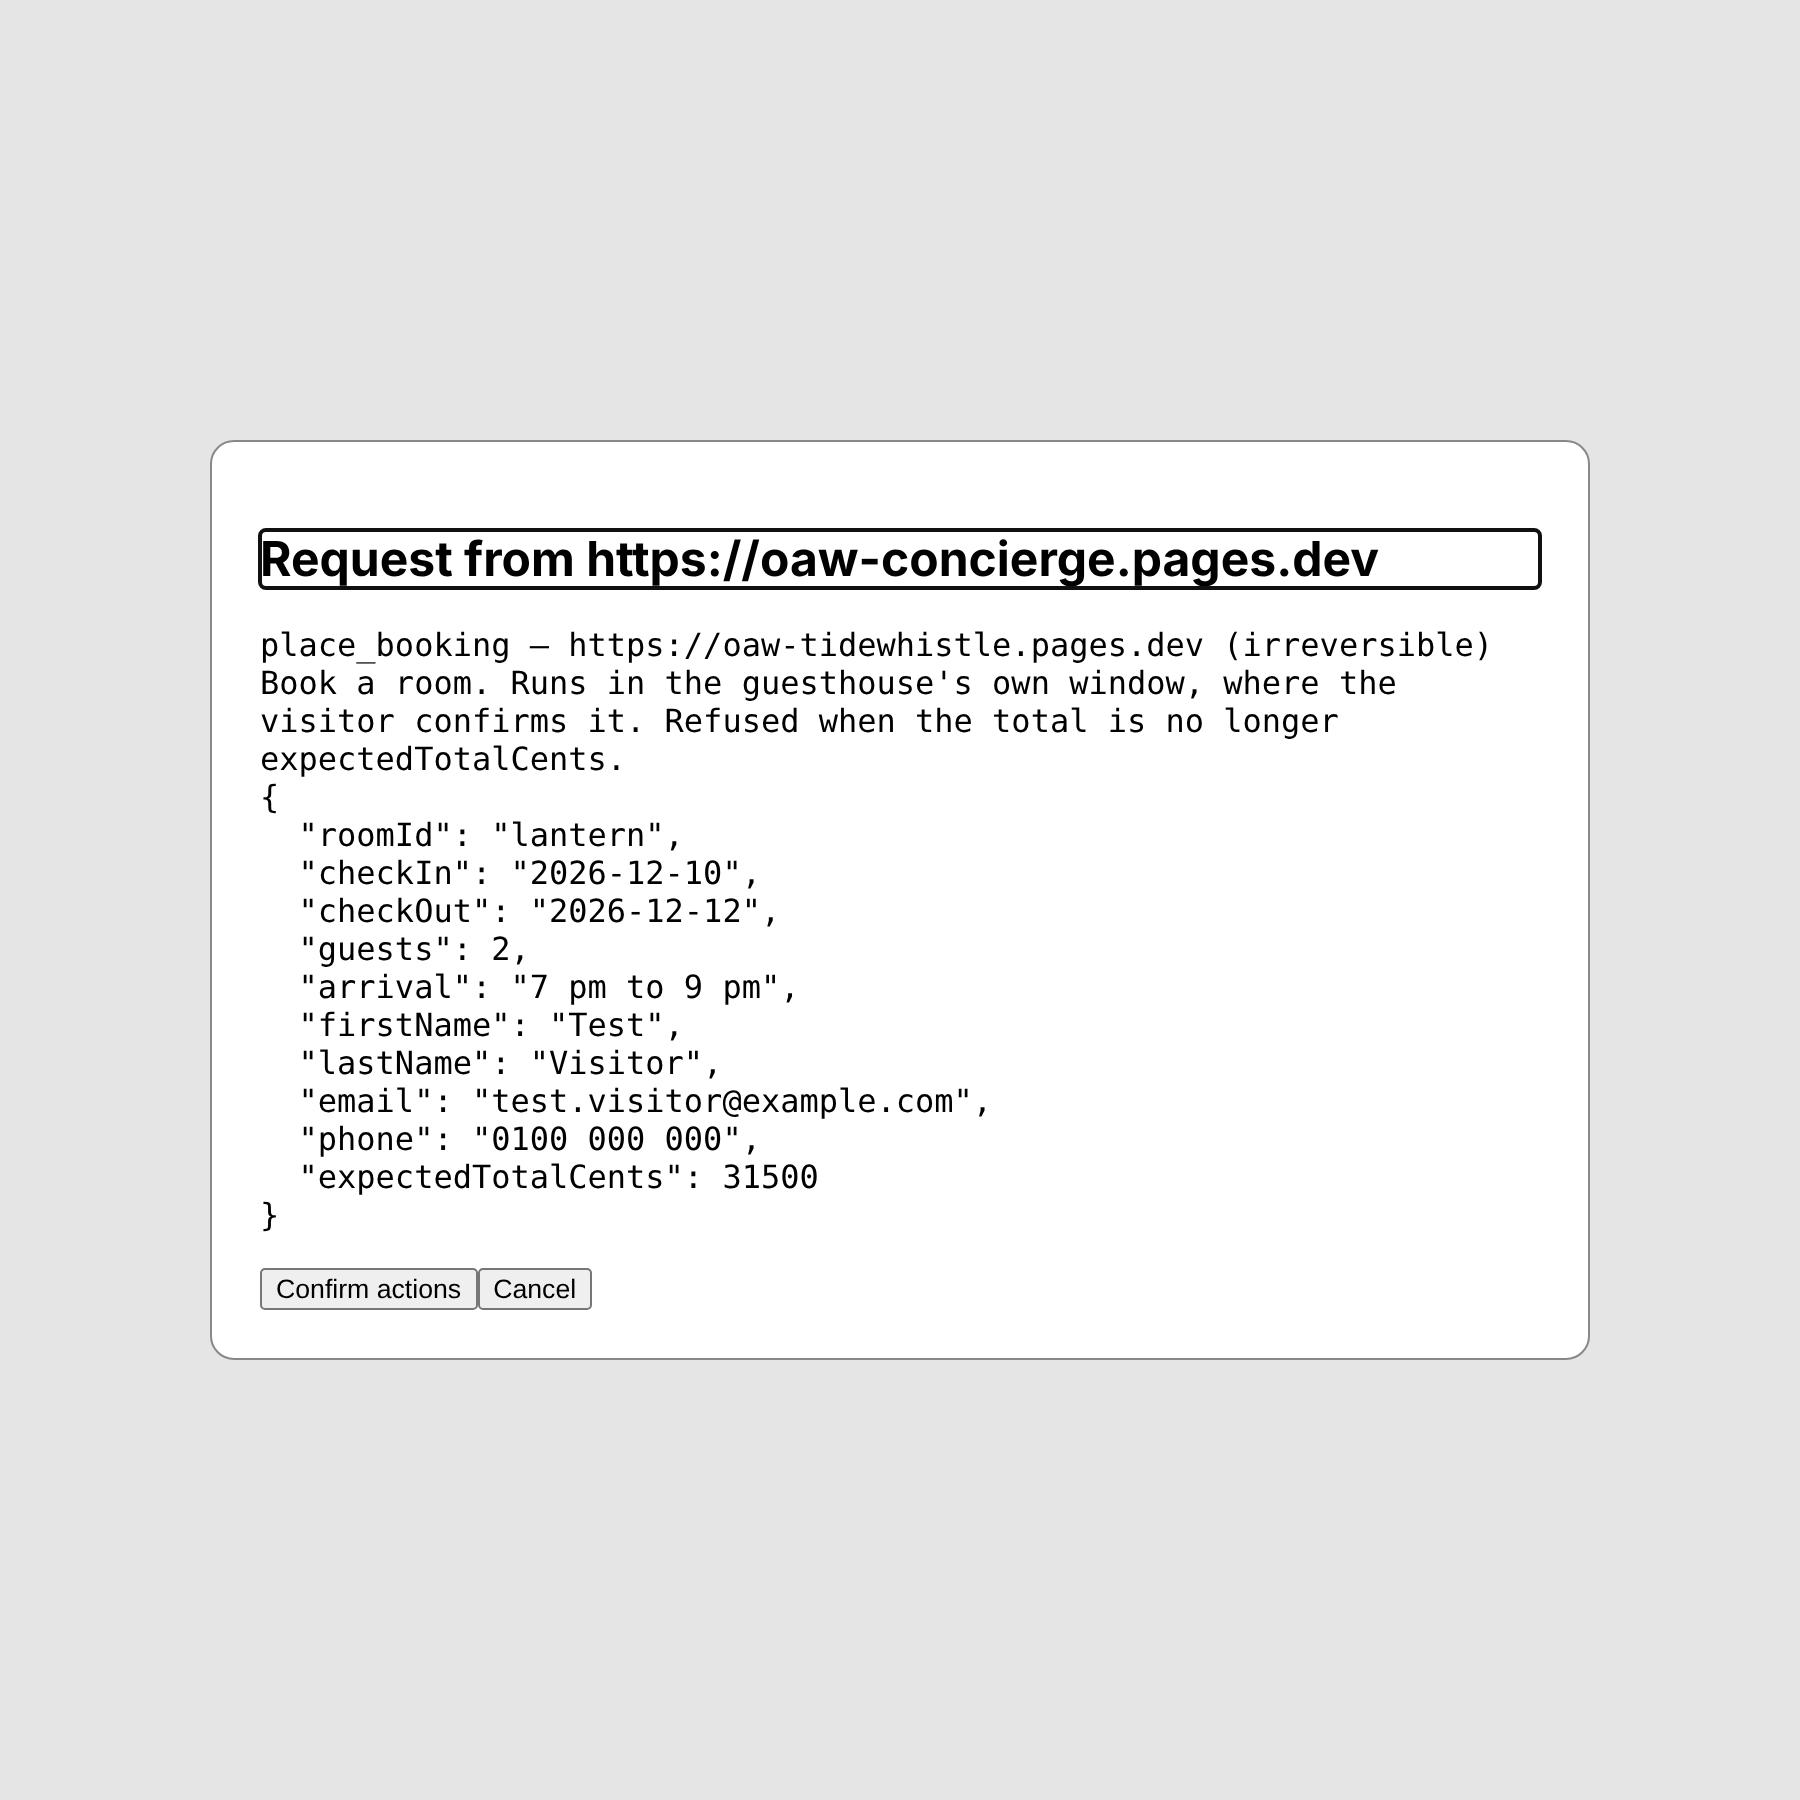 Request from https://oaw-concierge.pages.dev
place_booking — https://oaw-tidewhistle.pages.dev (irreversible)
Book a room. Runs in the guesthouse's own window, where the
visitor confirms it. Refused when the total is no longer
expectedTotalCents.
{
  "roomId": "lantern",
  "checkIn": "2026-12-10",
  "checkOut": "2026-12-12",
  "guests": 2,
  "arrival": "7 pm to 9 pm",
  "firstName": "Test",
  "lastName": "Visitor",
  "email": "test.visitor@example.com",
  "phone": "0100 000 000",
  "expectedTotalCents": 31500
}
Confirm actions Cancel